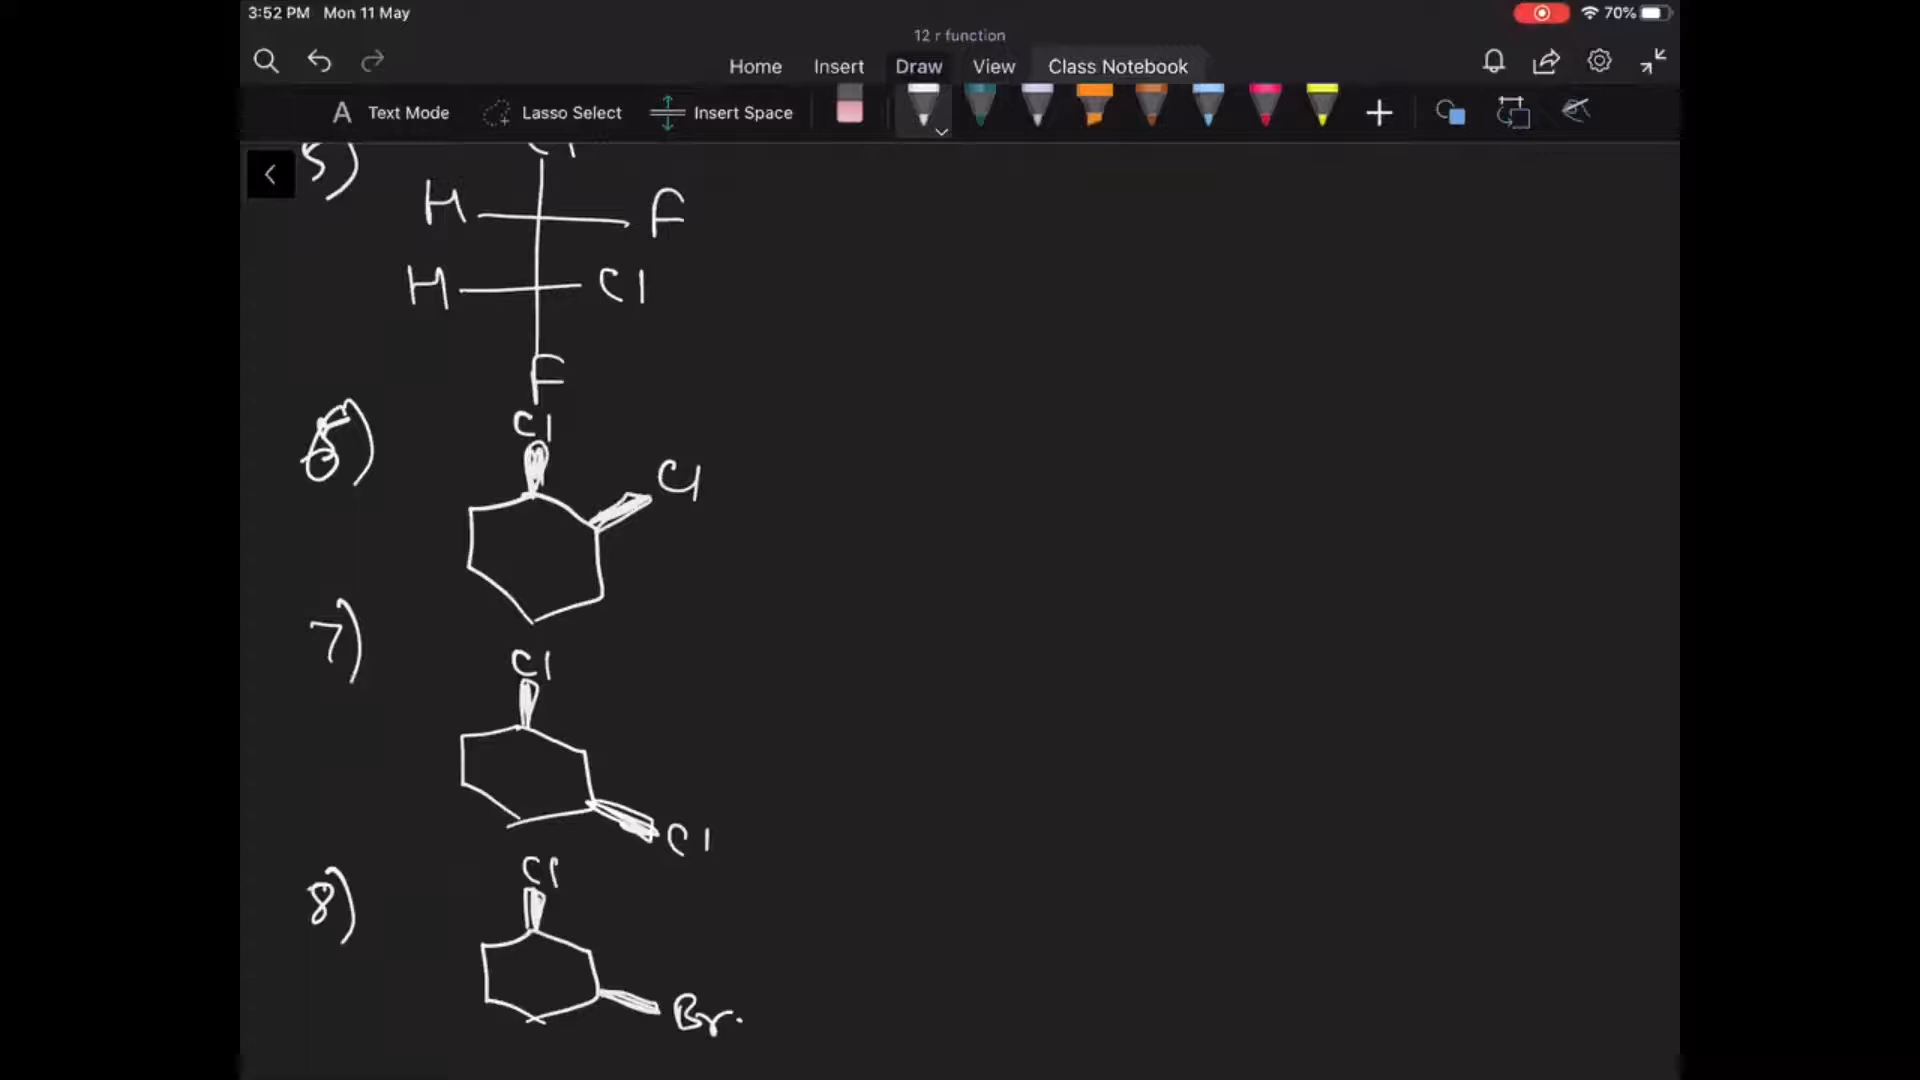 3:52 PM Mon 11 May
70%
12 r function
Home Insert Draw View Class Notebook
A Text Mode Lasso Select Insert Space
5)
Cl
H F
H Cl
F
6)
Cl
Cl
7)
Cl
Cl
8)
Cl
Br.